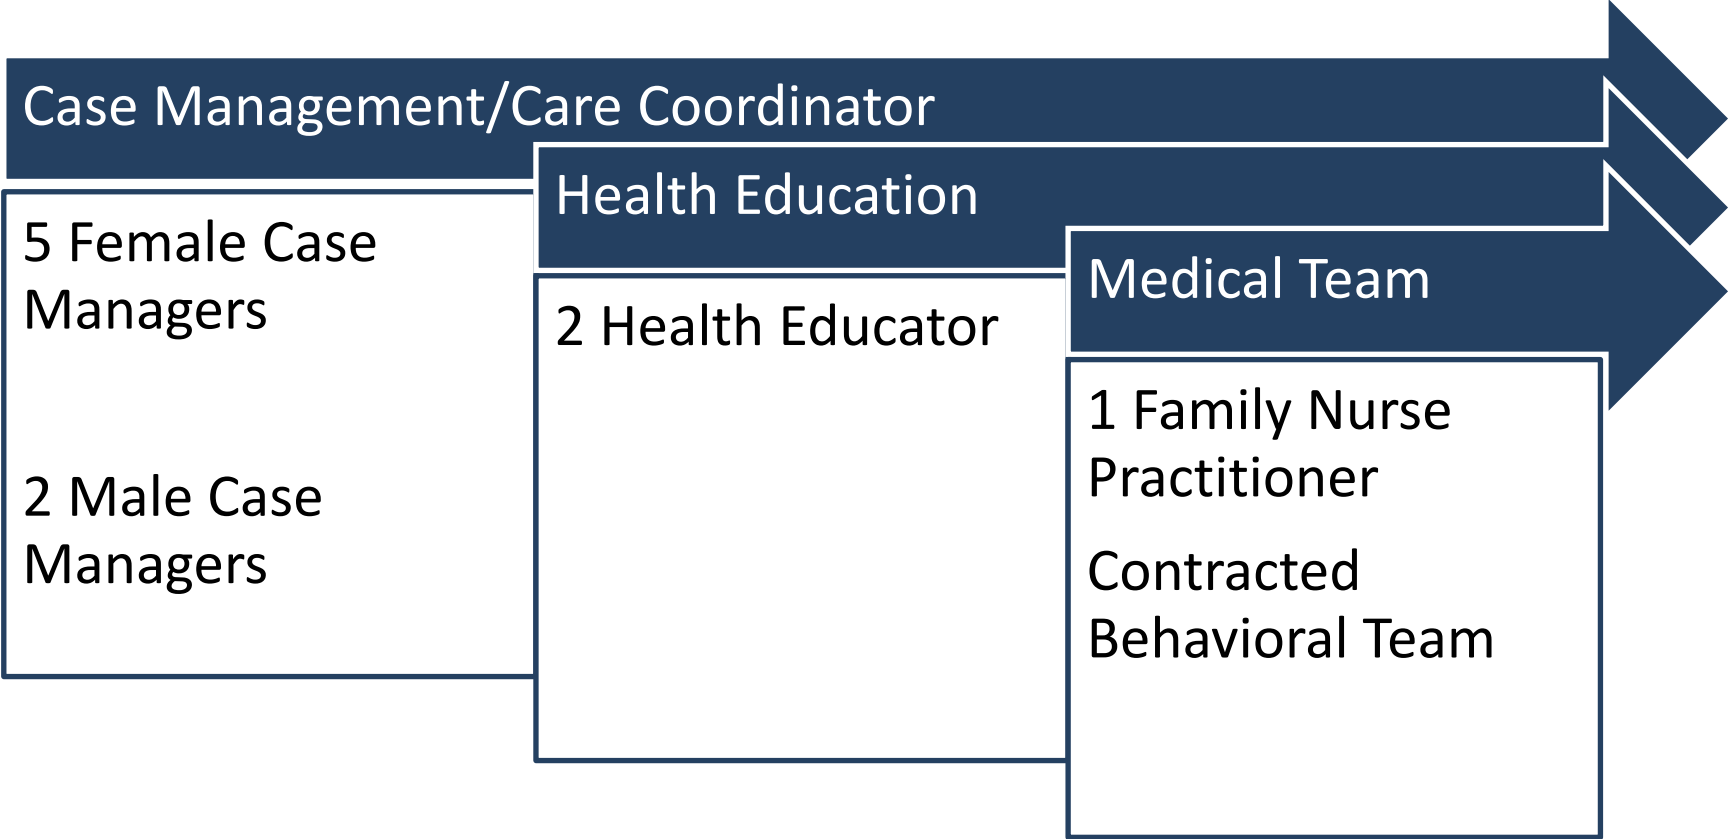 Case Management/Care Coordinator
5 Female Case
Managers
2 Male Case
Managers
Health Education
2 Health Educator
Medical Team
1 Family Nurse
Practitioner
Contracted
Behavioral Team